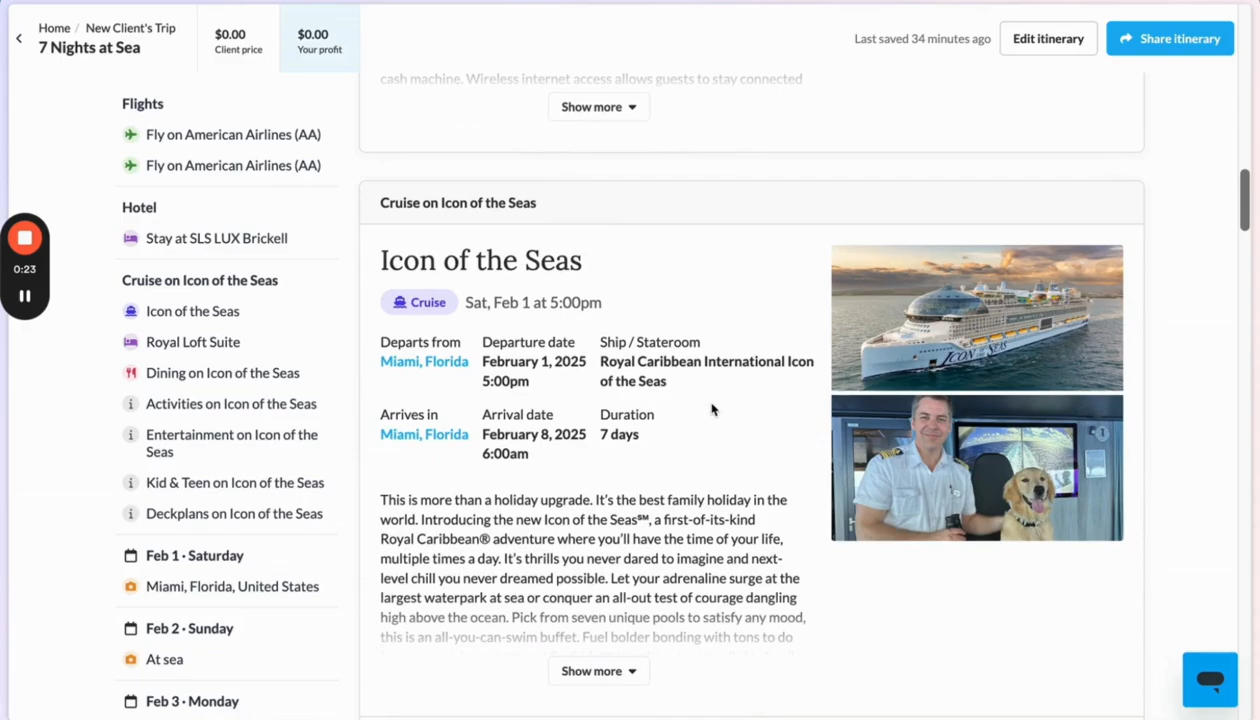 Home / New Client's Trip
7 Nights at Sea
$0.00
Client price
$0.00
Your profit
Last saved 34 minutes ago
Edit itinerary
Share itinerary
0:23
Flights
Fly on American Airlines (AA)
Fly on American Airlines (AA)
Hotel
Stay at SLS LUX Brickell
Cruise on Icon of the Seas
Icon of the Seas
Royal Loft Suite
Dining on Icon of the Seas
Activities on Icon of the Seas
Entertainment on Icon of the
Seas
Kid & Teen on Icon of the Seas
Deckplans on Icon of the Seas
Feb 1 · Saturday
Miami, Florida, United States
Feb 2 · Sunday
At sea
Feb 3 · Monday
cash machine. Wireless internet access allows guests to stay connected
Show more
Cruise on Icon of the Seas
Icon of the Seas
Cruise Sat, Feb 1 at 5:00pm
Departs from
Miami, Florida
Departure date
February 1, 2025
5:00pm
Ship / Stateroom
Royal Caribbean International Icon
of the Seas
Arrives in
Miami, Florida
Arrival date
February 8, 2025
6:00am
Duration
7 days
ICON OF THE SEAS
This is more than a holiday upgrade. It's the best family holiday in the
world. Introducing the new Icon of the Seas℠, a first-of-its-kind
Royal Caribbean® adventure where you'll have the time of your life,
multiple times a day. It's thrills you never dared to imagine and next-
level chill you never dreamed possible. Let your adrenaline surge at the
largest waterpark at sea or conquer an all-out test of courage dangling
high above the ocean. Pick from seven unique pools to satisfy any mood,
this is an all-you-can-swim buffet. Fuel bolder bonding with tons to do
Show more